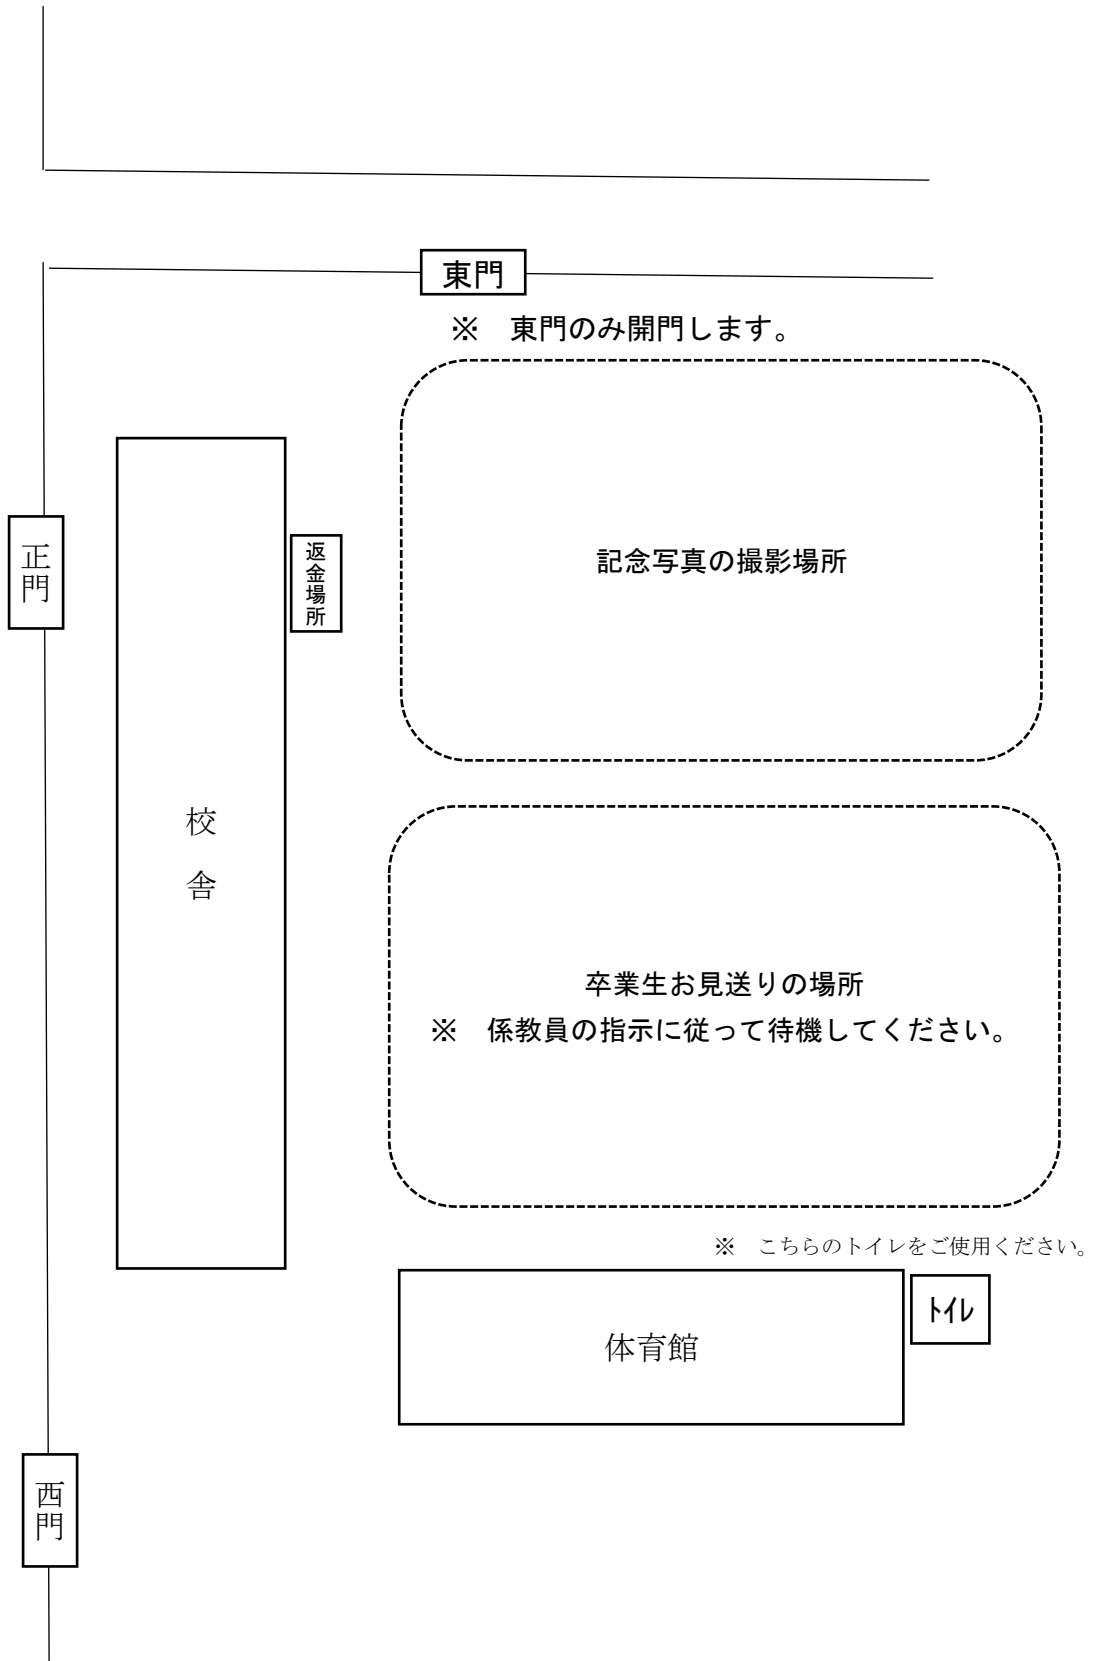 東門
※　東門のみ開門します。
正門
返金場所
記念写真の撮影場所
校舎
卒業生お見送りの場所
※　係教員の指示に従って待機してください。
※　こちらのトイレをご使用ください。
ﾄｲﾚ
体育館
西門